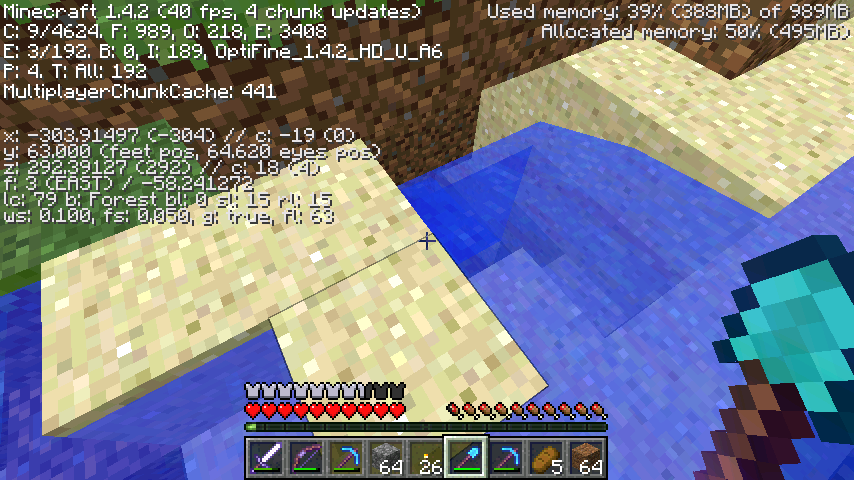 Minecraft 1.4.2 (40 fps, 4 chunk updates)
C: 9/4624, F: 989, O: 218, E: 3408
E: 3/192. B: 0, I: 189, OptiFine_1.4.2_HD_U_A6
P: 4. T: All: 192
MultiplayerChunkCache: 441
x: -303.91497 (-304) // c: -19 (0)
y: 63.000 (feet pos, 64.620 eyes pos)
z: 292.39127 (292) // c: 18 (4)
f: 3 (EAST) / -58.241272
lc: 79 b: Forest bl: 0 sl: 15 rl: 15
ws: 0.100, fs: 0.050, g: true, fl: 63
Used memory: 39% (388MB) of 989MB
Allocated memory: 50% (495MB)
64 26 5 64